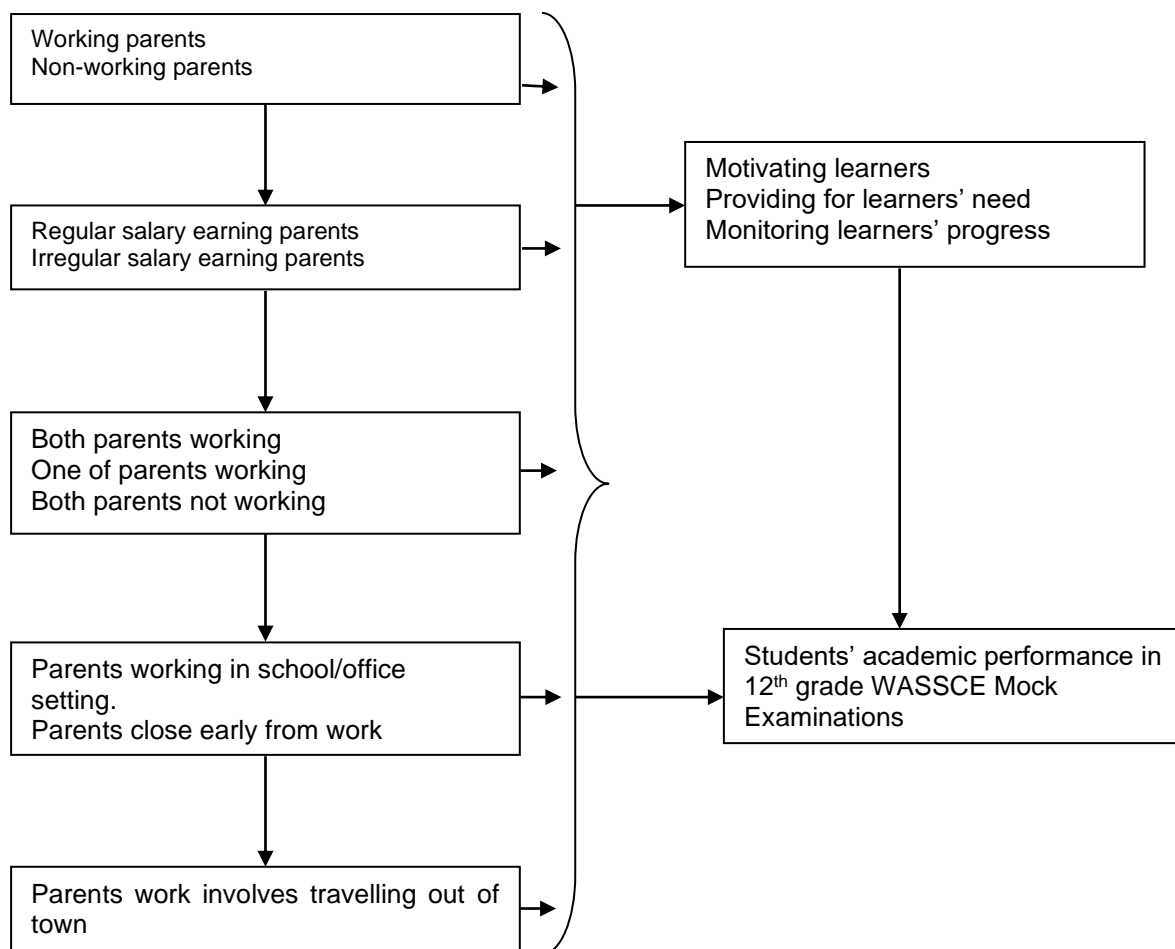 Working parents
Non-working parents
Regular salary earning parents
Irregular salary earning parents
Both parents working
One of parents working
Both parents not working
Parents working in school/office
setting.
Parents close early from work
Parents work involves travelling out of
town
Motivating learners
Providing for learners’ need
Monitoring learners’ progress
Students’ academic performance in
12th grade WASSCE Mock
Examinations